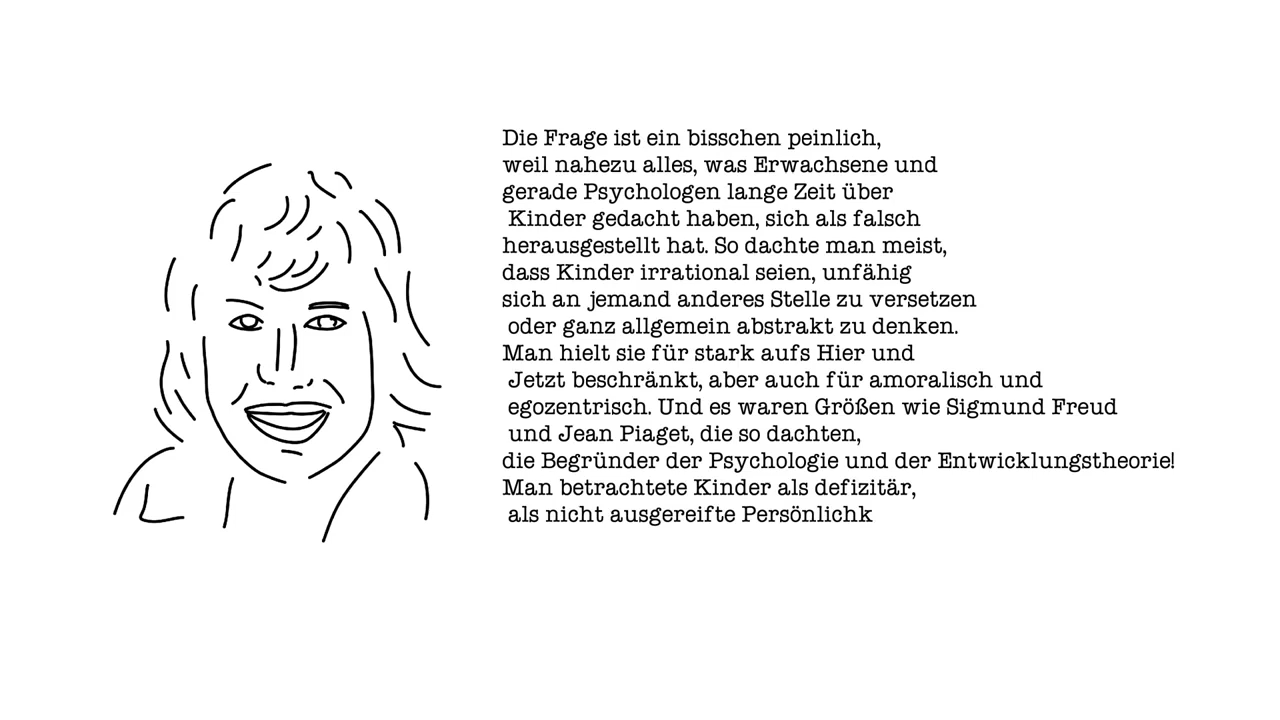 Die Frage ist ein bisschen peinlich,
weil nahezu alles, was Erwachsene und
gerade Psychologen lange Zeit über
Kinder gedacht haben, sich als falsch
herausgestellt hat. So dachte man meist,
dass Kinder irrational seien, unfähig
sich an jemand anderes Stelle zu versetzen
oder ganz allgemein abstrakt zu denken.
Man hielt sie für stark aufs Hier und
Jetzt beschränkt, aber auch für amoralisch und
egozentrisch. Und es waren Größen wie Sigmund Freud
und Jean Piaget, die so dachten,
die Begründer der Psychologie und der Entwicklungstheorie!
Man betrachtete Kinder als defizitär,
als nicht ausgereifte Persönlichk